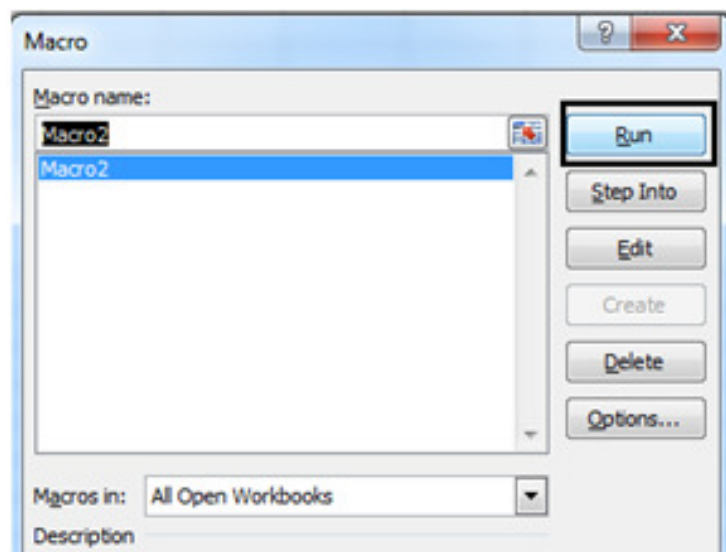 Macro
Macro name:
Macro2
Run
Macro2
Step Into
Edit
Create
Delete
Options...
Macros in: All Open Workbooks
Description